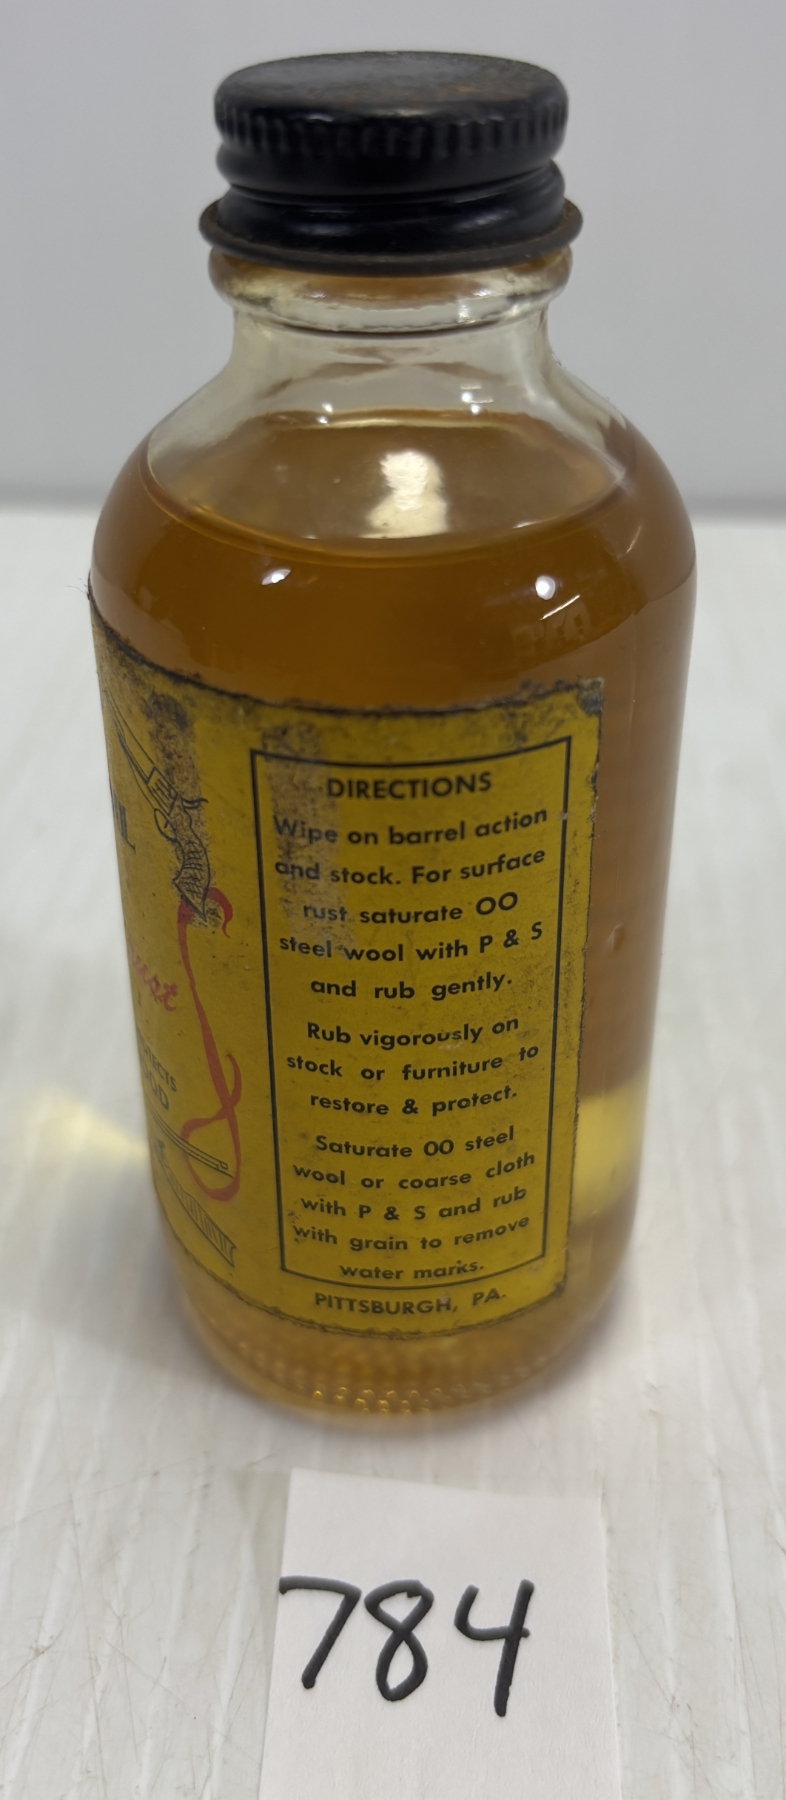 DIRECTIONS
Wipe on barrel action
and stock. For surface
rust saturate OO
steel wool with P & S
and rub gently.
Rub vigorously on
stock or furniture to
restore & protect.
Saturate OO steel
wool or coarse cloth
with P & S and rub
with grain to remove
water marks.
PITTSBURGH, PA.
784